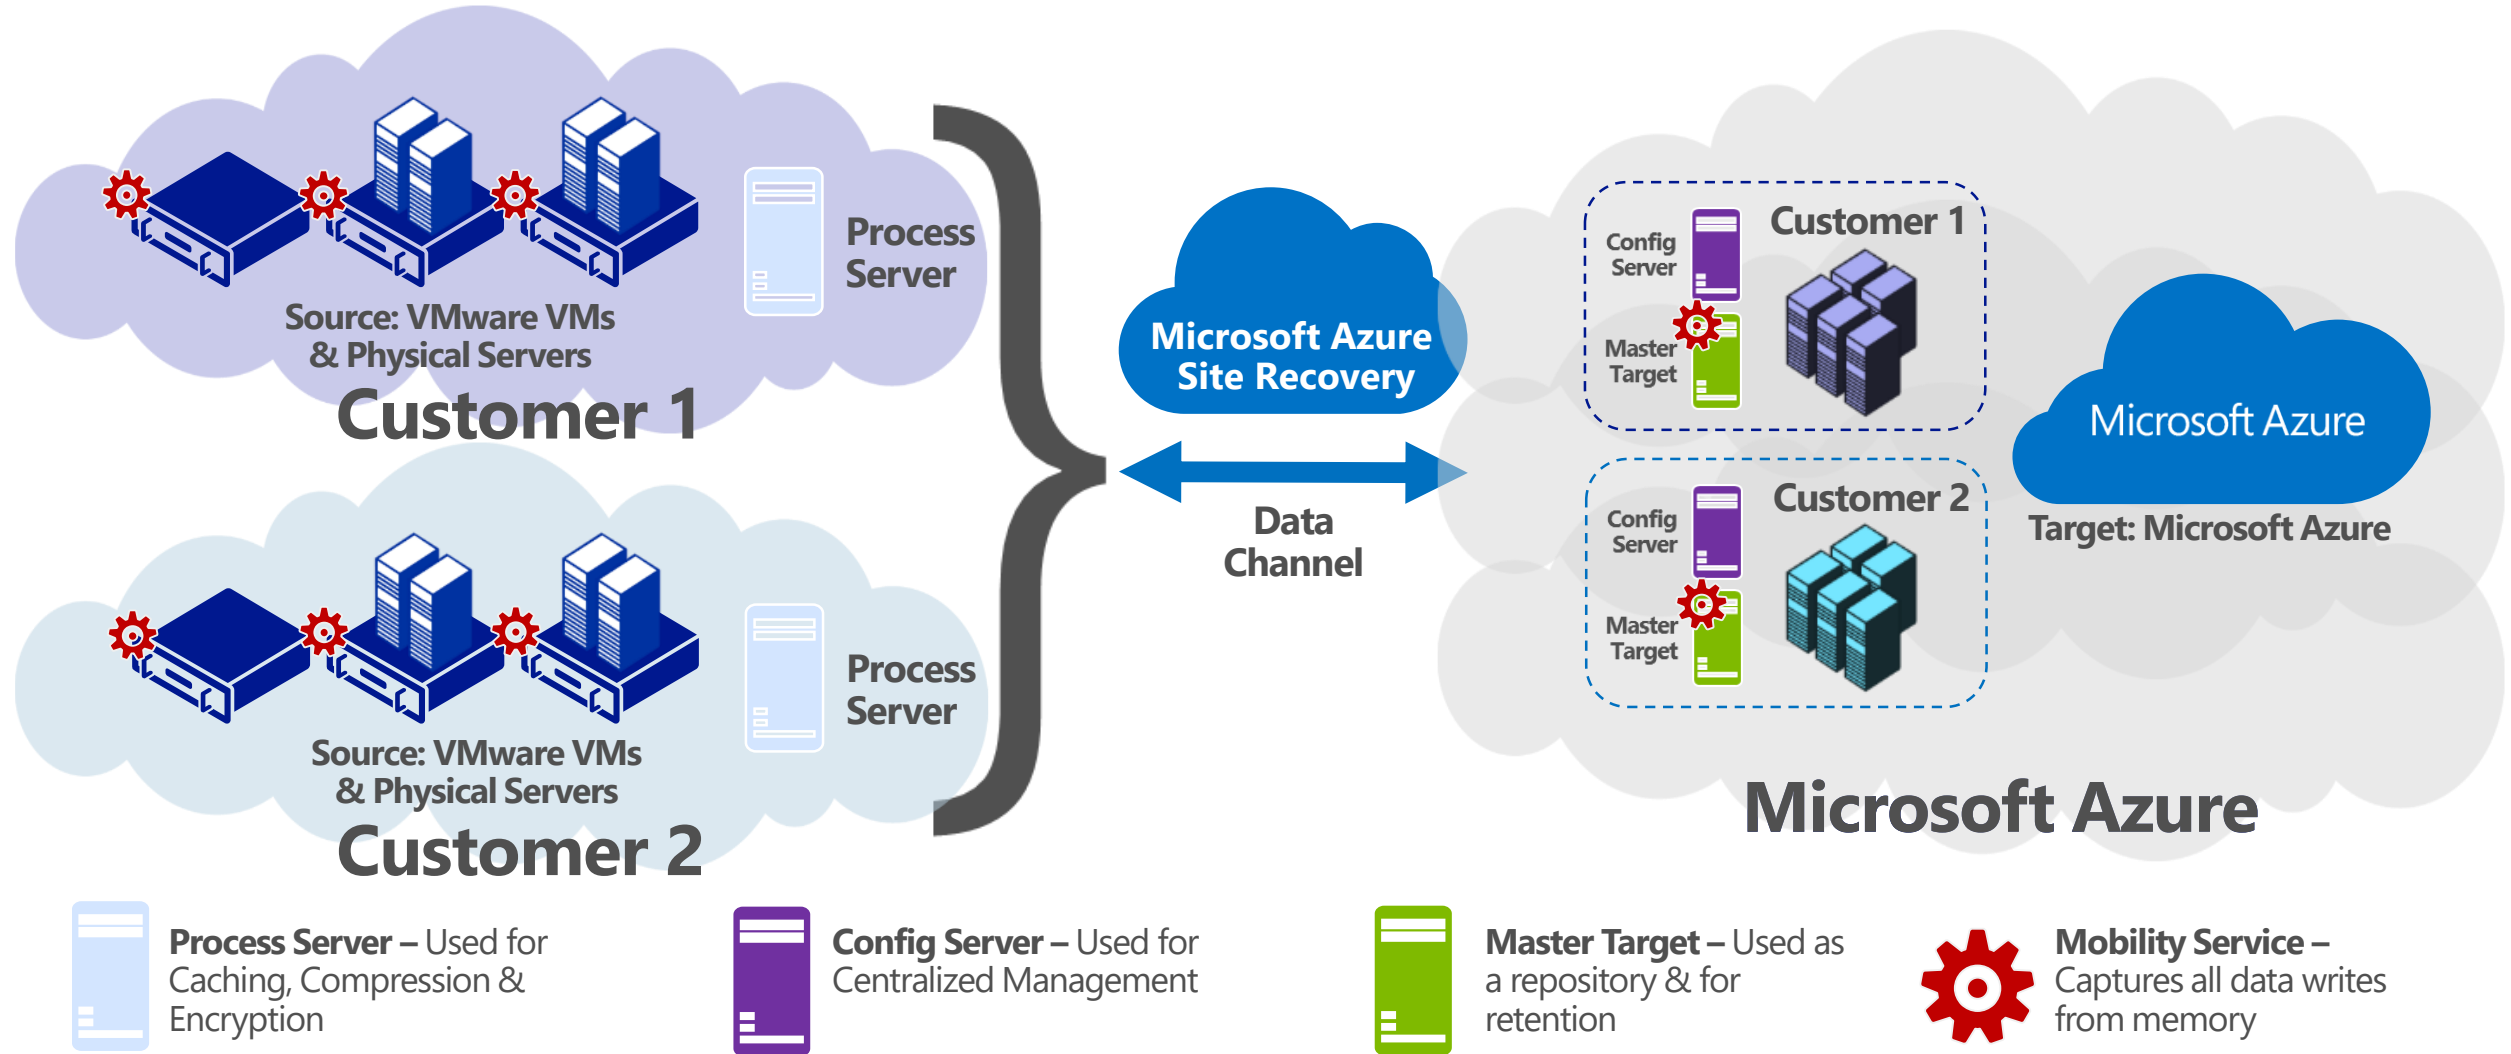 Process
Server
Source: VMware VMs
& Physical Servers
Customer 1
Process
Server
Source: VMware VMs
& Physical Servers
Customer 2
Microsoft Azure
Site Recovery
Data
Channel
Customer 1
Config
Server
Master
Target
Customer 2
Config
Server
Master
Target
Microsoft Azure
Target: Microsoft Azure
Microsoft Azure
Process Server – Used for
Caching, Compression &
Encryption
Config Server – Used for
Centralized Management
Master Target – Used as
a repository & for
retention
Mobility Service –
Captures all data writes
from memory